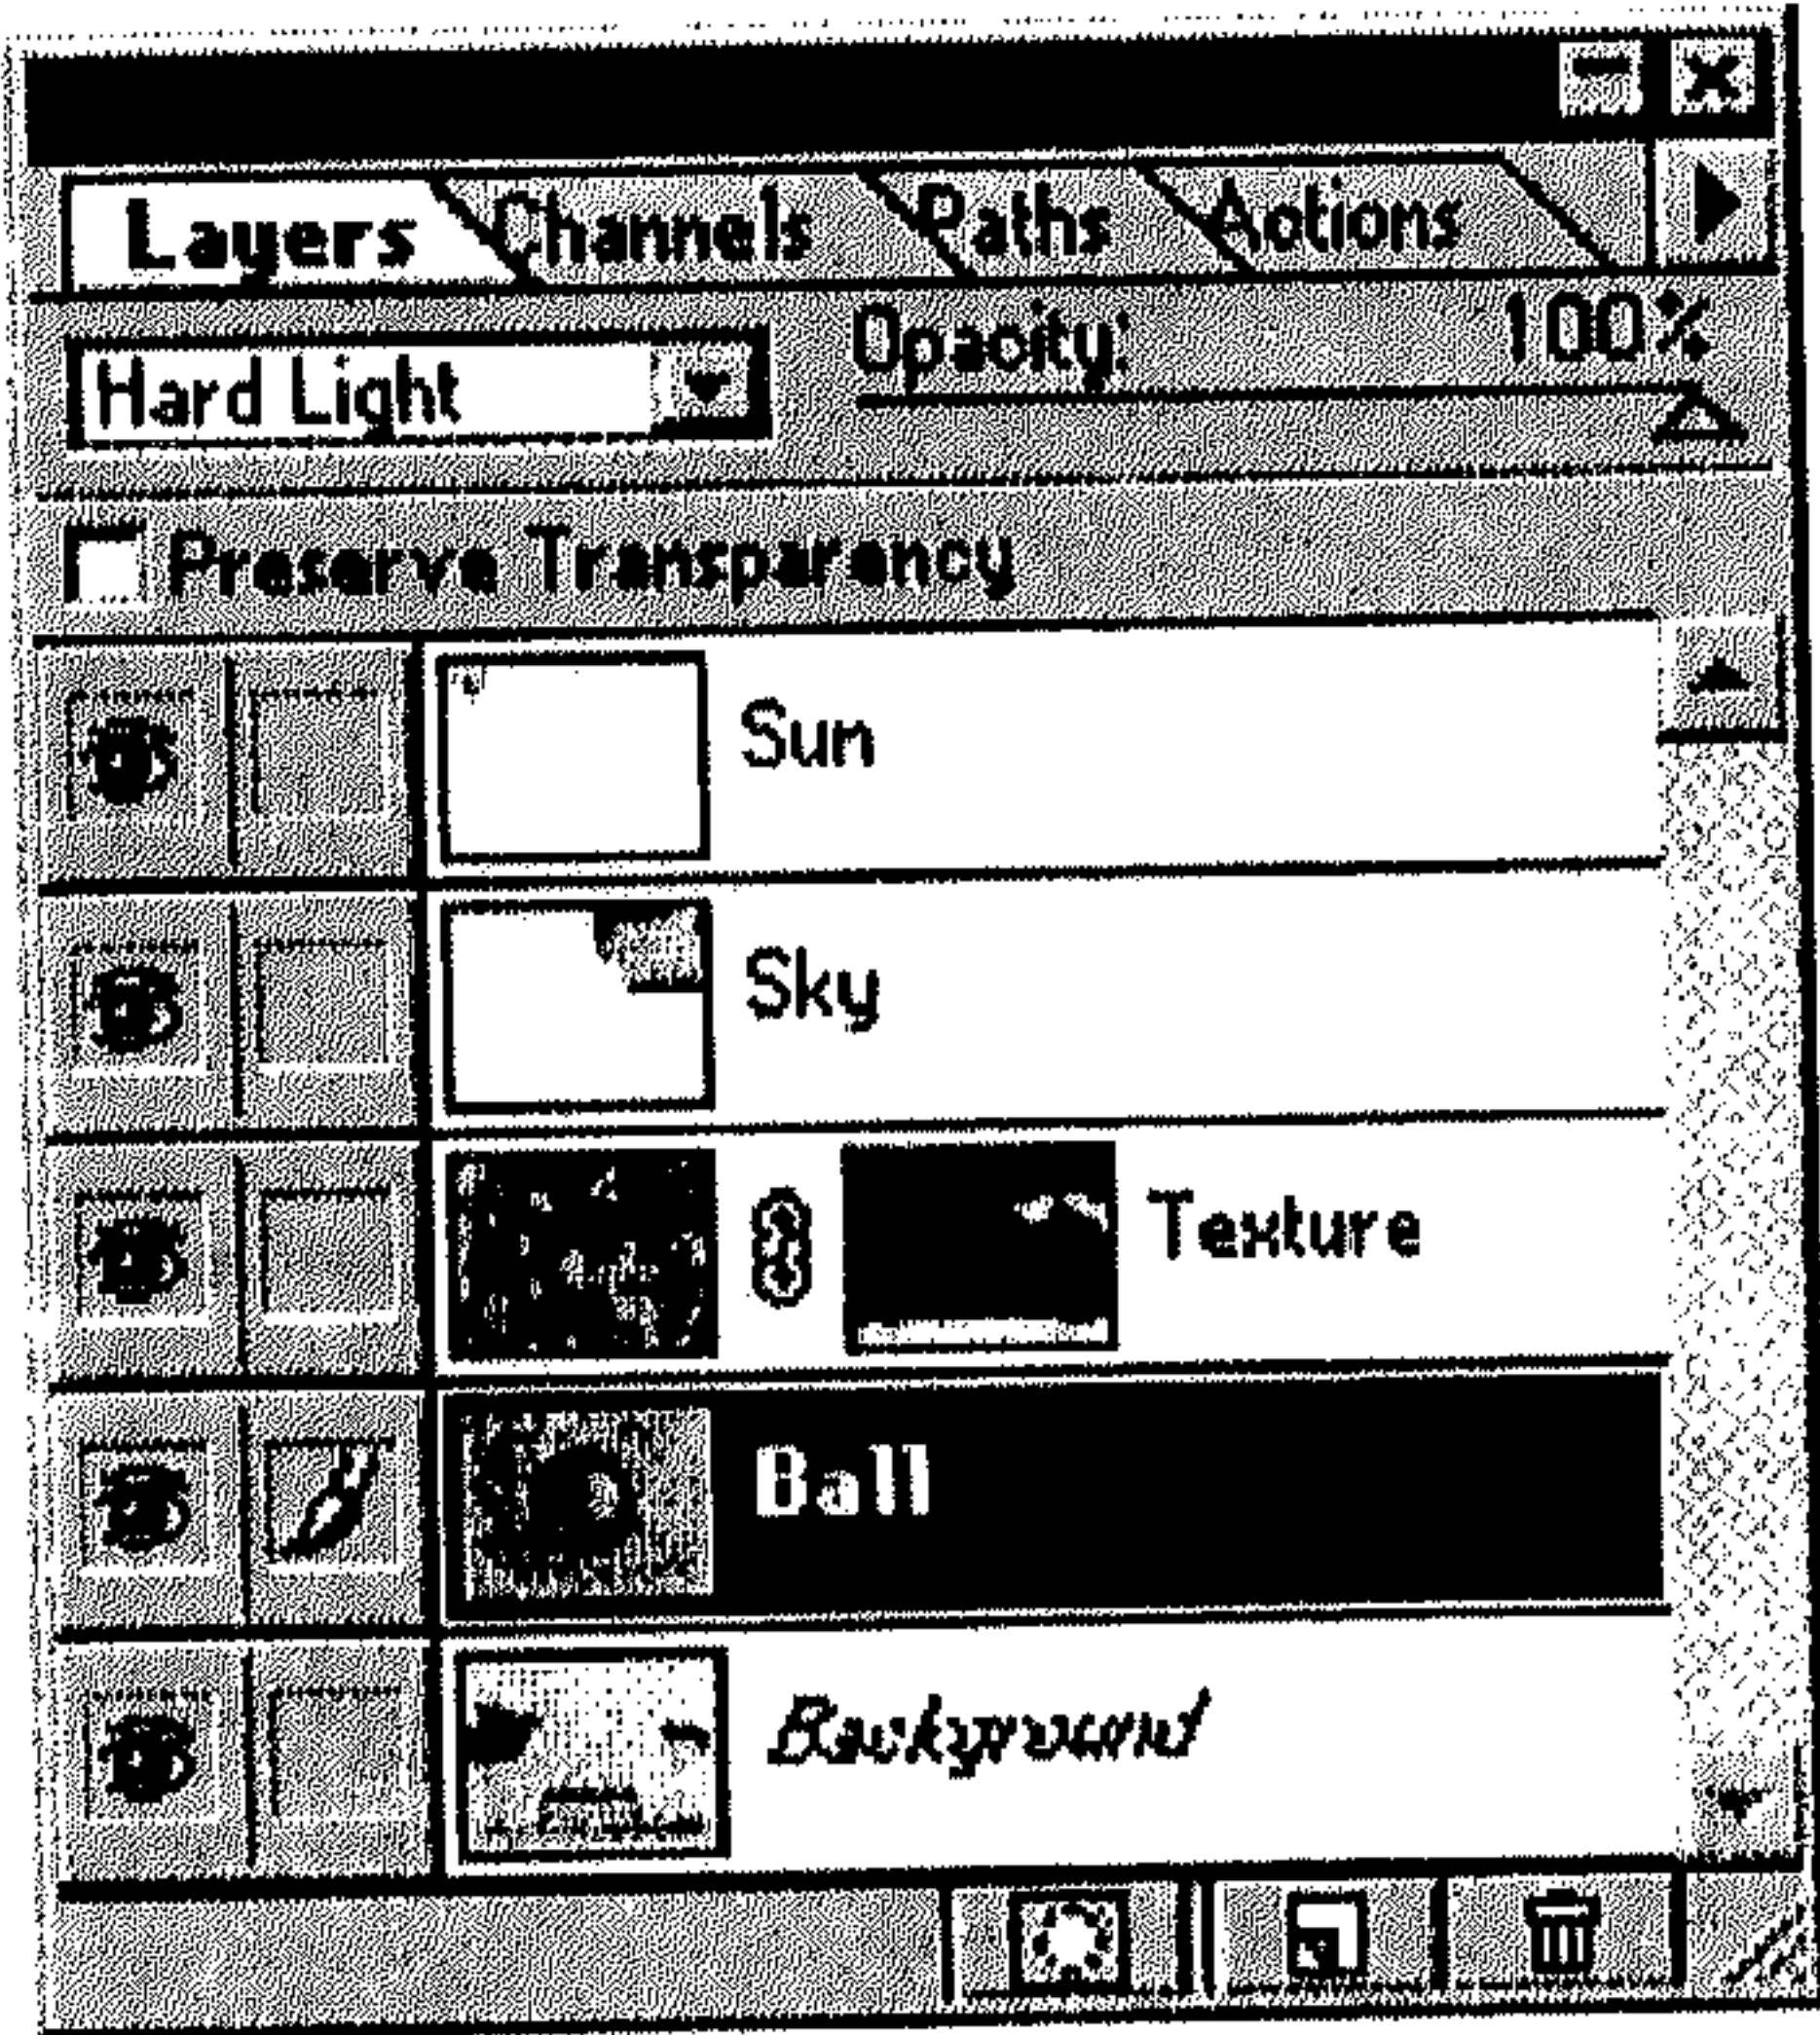 Layers Channels Paths Actions
Hard Light Opacity: 100%
Preserve Transparency
Sun
Sky
Texture
Ball
Background